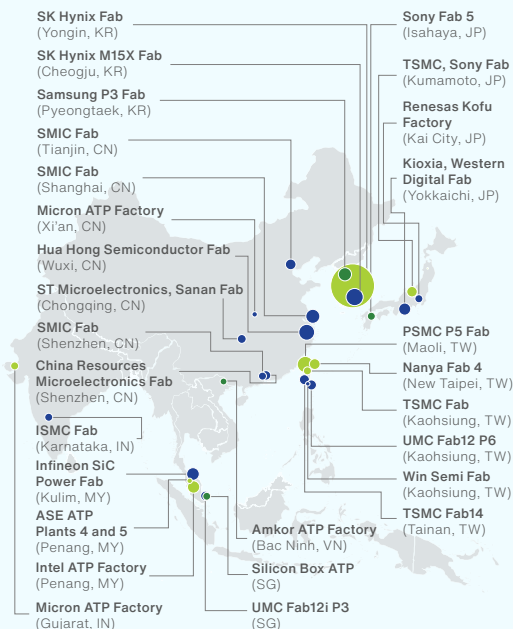 SK Hynix Fab
(Yongin, KR)
SK Hynix M15X Fab
(Cheogju, KR)
Samsung P3 Fab
(Pyeongtaek, KR)
SMIC Fab
(Tianjin, CN)
SMIC Fab
(Shanghai, CN)
Micron ATP Factory
(Xi'an, CN)
Hua Hong Semiconductor Fab
(Wuxi, CN)
ST Microelectronics, Sanan Fab
(Chongqing, CN)
SMIC Fab
(Shenzhen, CN)
China Resources
Microelectronics Fab
(Shenzhen, CN)
ISMC Fab
(Karnataka, IN)
Infineon SiC
Power Fab
(Kulim, MY)
ASE ATP
Plants 4 and 5
(Penang, MY)
Intel ATP Factory
(Penang, MY)
Micron ATP Factory
(Gujarat, IN)
Sony Fab 5
(Isahaya, JP)
TSMC, Sony Fab
(Kumamoto, JP)
Renesas Kofu
Factory
(Kai City, JP)
Kioxia, Western
Digital Fab
(Yokkaichi, JP)
PSMC P5 Fab
(Maoli, TW)
Nanya Fab 4
(New Taipei, TW)
TSMC Fab
(Kaohsiung, TW)
UMC Fab12 P6
(Kaohsiung, TW)
Win Semi Fab
(Kaohsiung, TW)
TSMC Fab14
(Tainan, TW)
Amkor ATP Factory
(Bac Ninh, VN)
Silicon Box ATP
(SG)
UMC Fab12i P3
(SG)